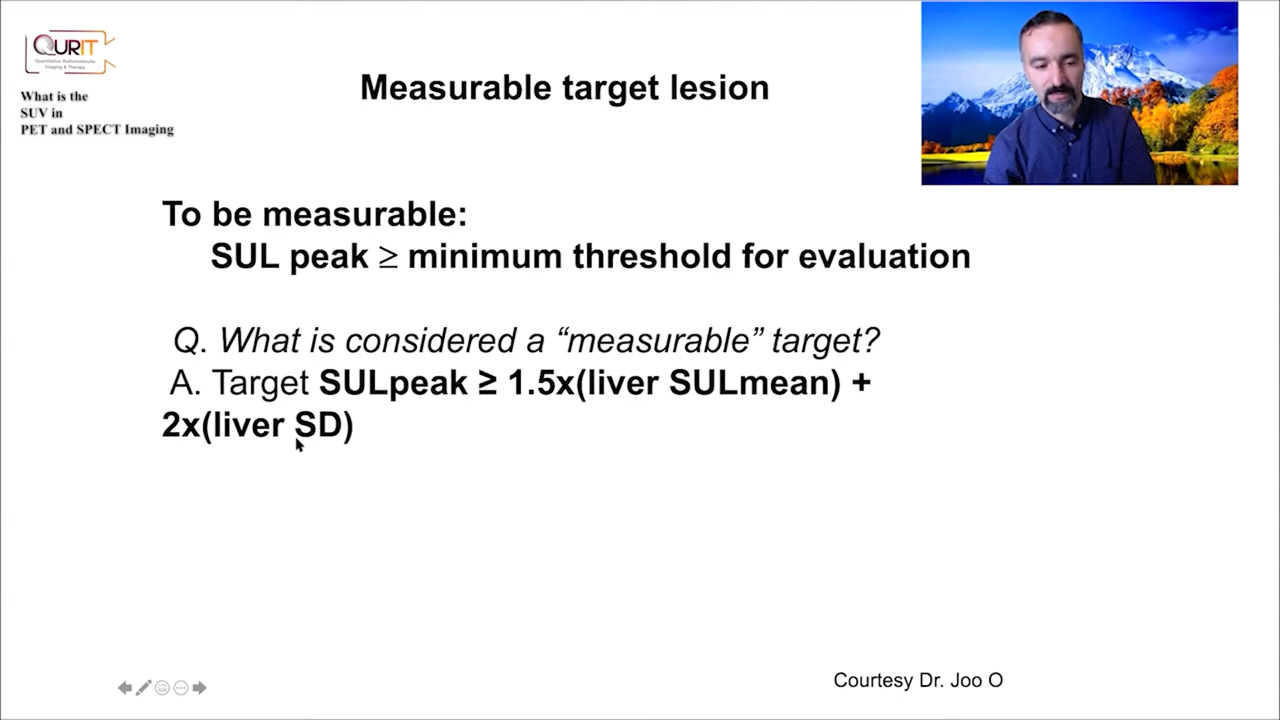 QURIT
Quantitative Radiomolecular
Imaging & Therapy
What is the
SUV in
PET and SPECT Imaging
Measurable target lesion
To be measurable:
SUL peak ≥ minimum threshold for evaluation
Q. What is considered a “measurable” target?
A. Target SULpeak ≥ 1.5x(liver SULmean) +
2x(liver SD)
Courtesy Dr. Joo O